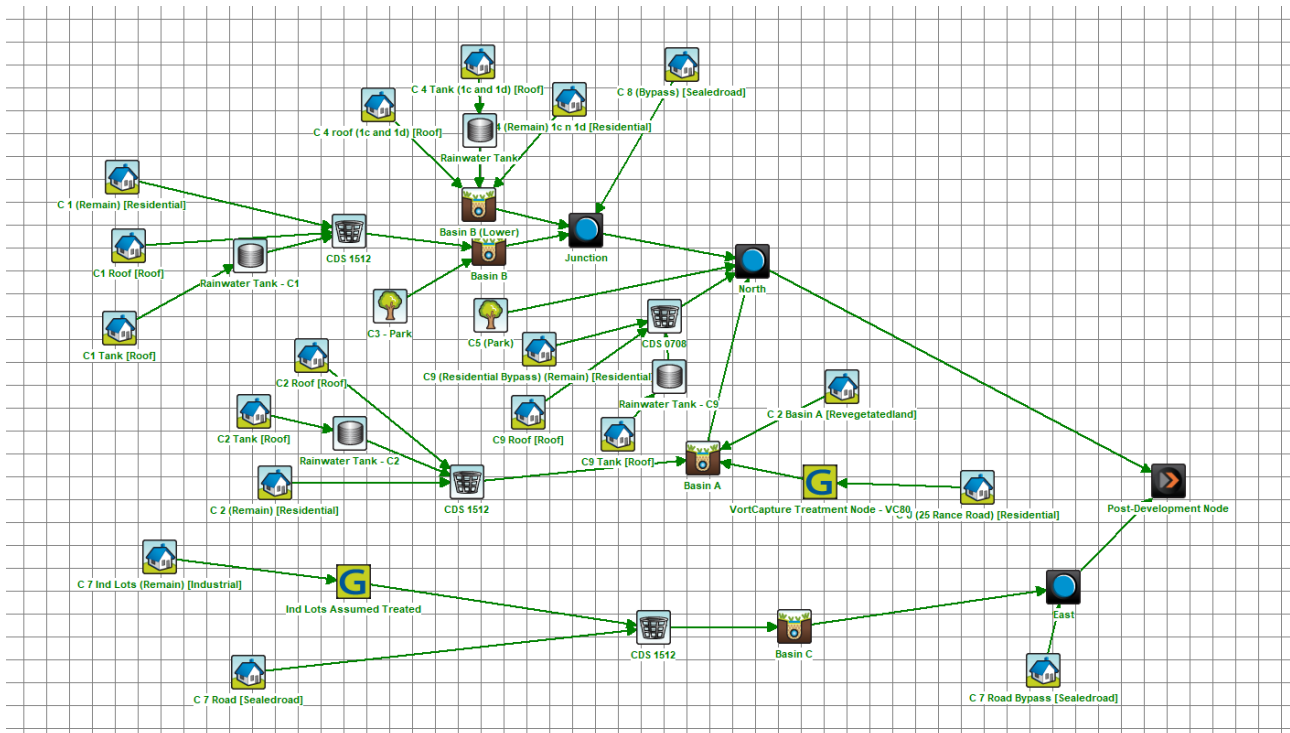 C 4 Tank (1c and 1d) [Roof]
C 8 (Bypass) [Sealedroad]
C 4 roof (1c and 1d) [Roof]
4 (Remain) 1c n 1d [Residential]
Rainwater Tank
C 1 (Remain) [Residential]
Basin B (Lower)
C1 Roof [Roof]
CDS 1512
Junction
Basin B
Rainwater Tank - C1
North
C3 - Park
C5 (Park)
C1 Tank [Roof]
CDS 0708
C9 (Residential Bypass) (Remain) [Residential
C2 Roof [Roof]
Rainwater Tank - C9
C 2 Basin A [Revegetatedland]
C2 Tank [Roof]
C9 Roof [Roof]
Rainwater Tank - C2
C9 Tank [Roof]
Basin A
C 2 (Remain) [Residential]
CDS 1512
VortCapture Treatment Node - VC80
(25 Rance Road) [Residential]
Post-Development Node
C 7 Ind Lots (Remain) [Industrial]
G
G
Ind Lots Assumed Treated
East
CDS 1512
Basin C
C 7 Road [Sealedroad]
C 7 Road Bypass [Sealedroad]